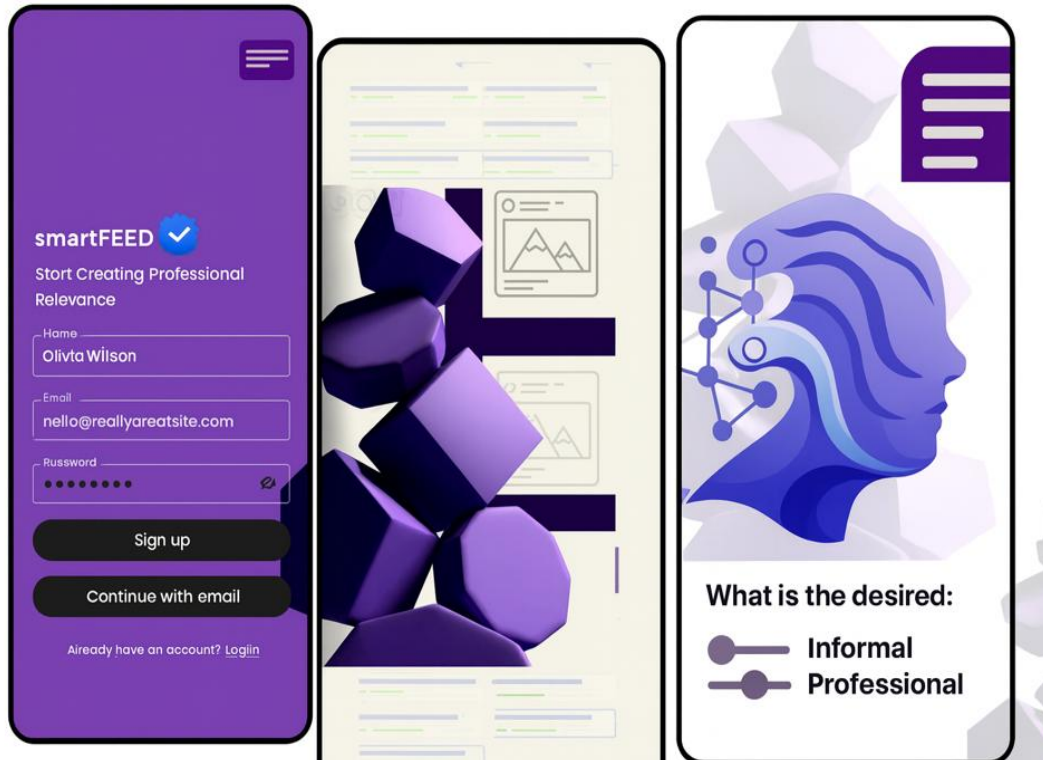 smartFEED
Stort Creating Professional
Relevance
Hame
Olivta Wilson
Email
nello@reallyareatsite.com
Russword
Sign up
Continue with email
Aiready have an account? Logiin
What is the desired:
Informal
Professional